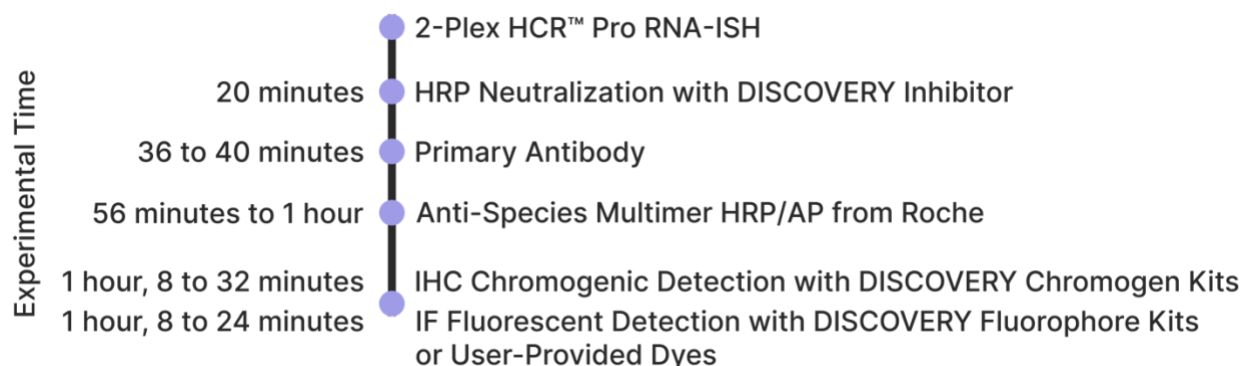 2-Plex HCR™ Pro RNA-ISH
20 minutes HRP Neutralization with DISCOVERY Inhibitor
36 to 40 minutes Primary Antibody
56 minutes to 1 hour Anti-Species Multimer HRP/AP from Roche
1 hour, 8 to 32 minutes IHC Chromogenic Detection with DISCOVERY Chromogen Kits
1 hour, 8 to 24 minutes IF Fluorescent Detection with DISCOVERY Fluorophore Kits
or User-Provided Dyes
Experimental Time